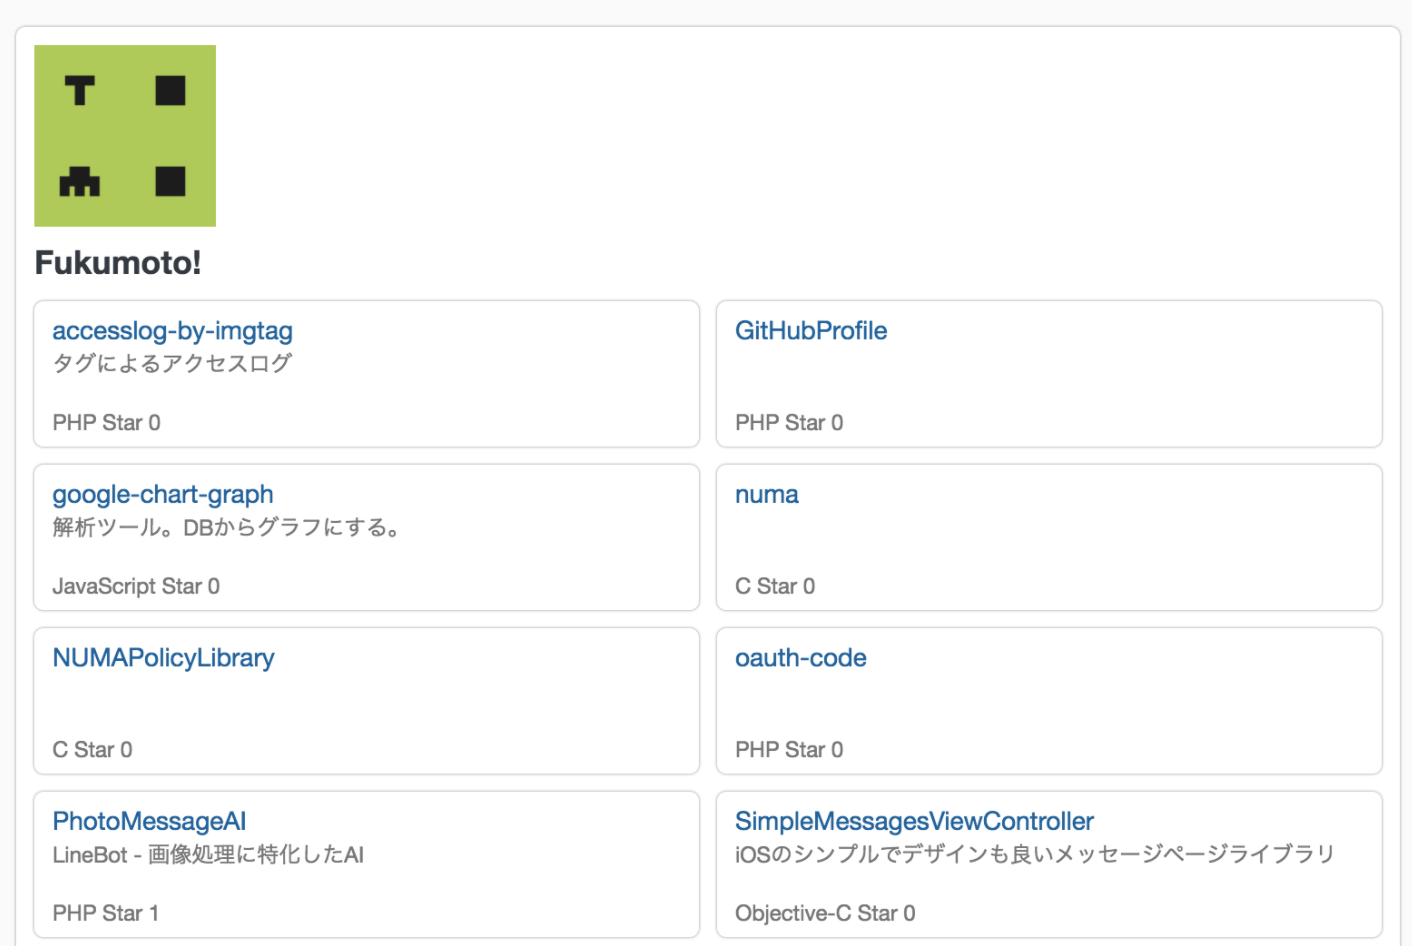 Fukumoto!
accesslog-by-imgtag
タグによるアクセスログ
PHP Star 0
GitHubProfile
PHP Star 0
google-chart-graph
解析ツール。DBからグラフにする。
JavaScript Star 0
numa
C Star 0
NUMAPolicyLibrary
C Star 0
oauth-code
PHP Star 0
PhotoMessageAI
LineBot - 画像処理に特化したAI
PHP Star 1
SimpleMessagesViewController
iOSのシンプルでデザインも良いメッセージページライブラリ
Objective-C Star 0